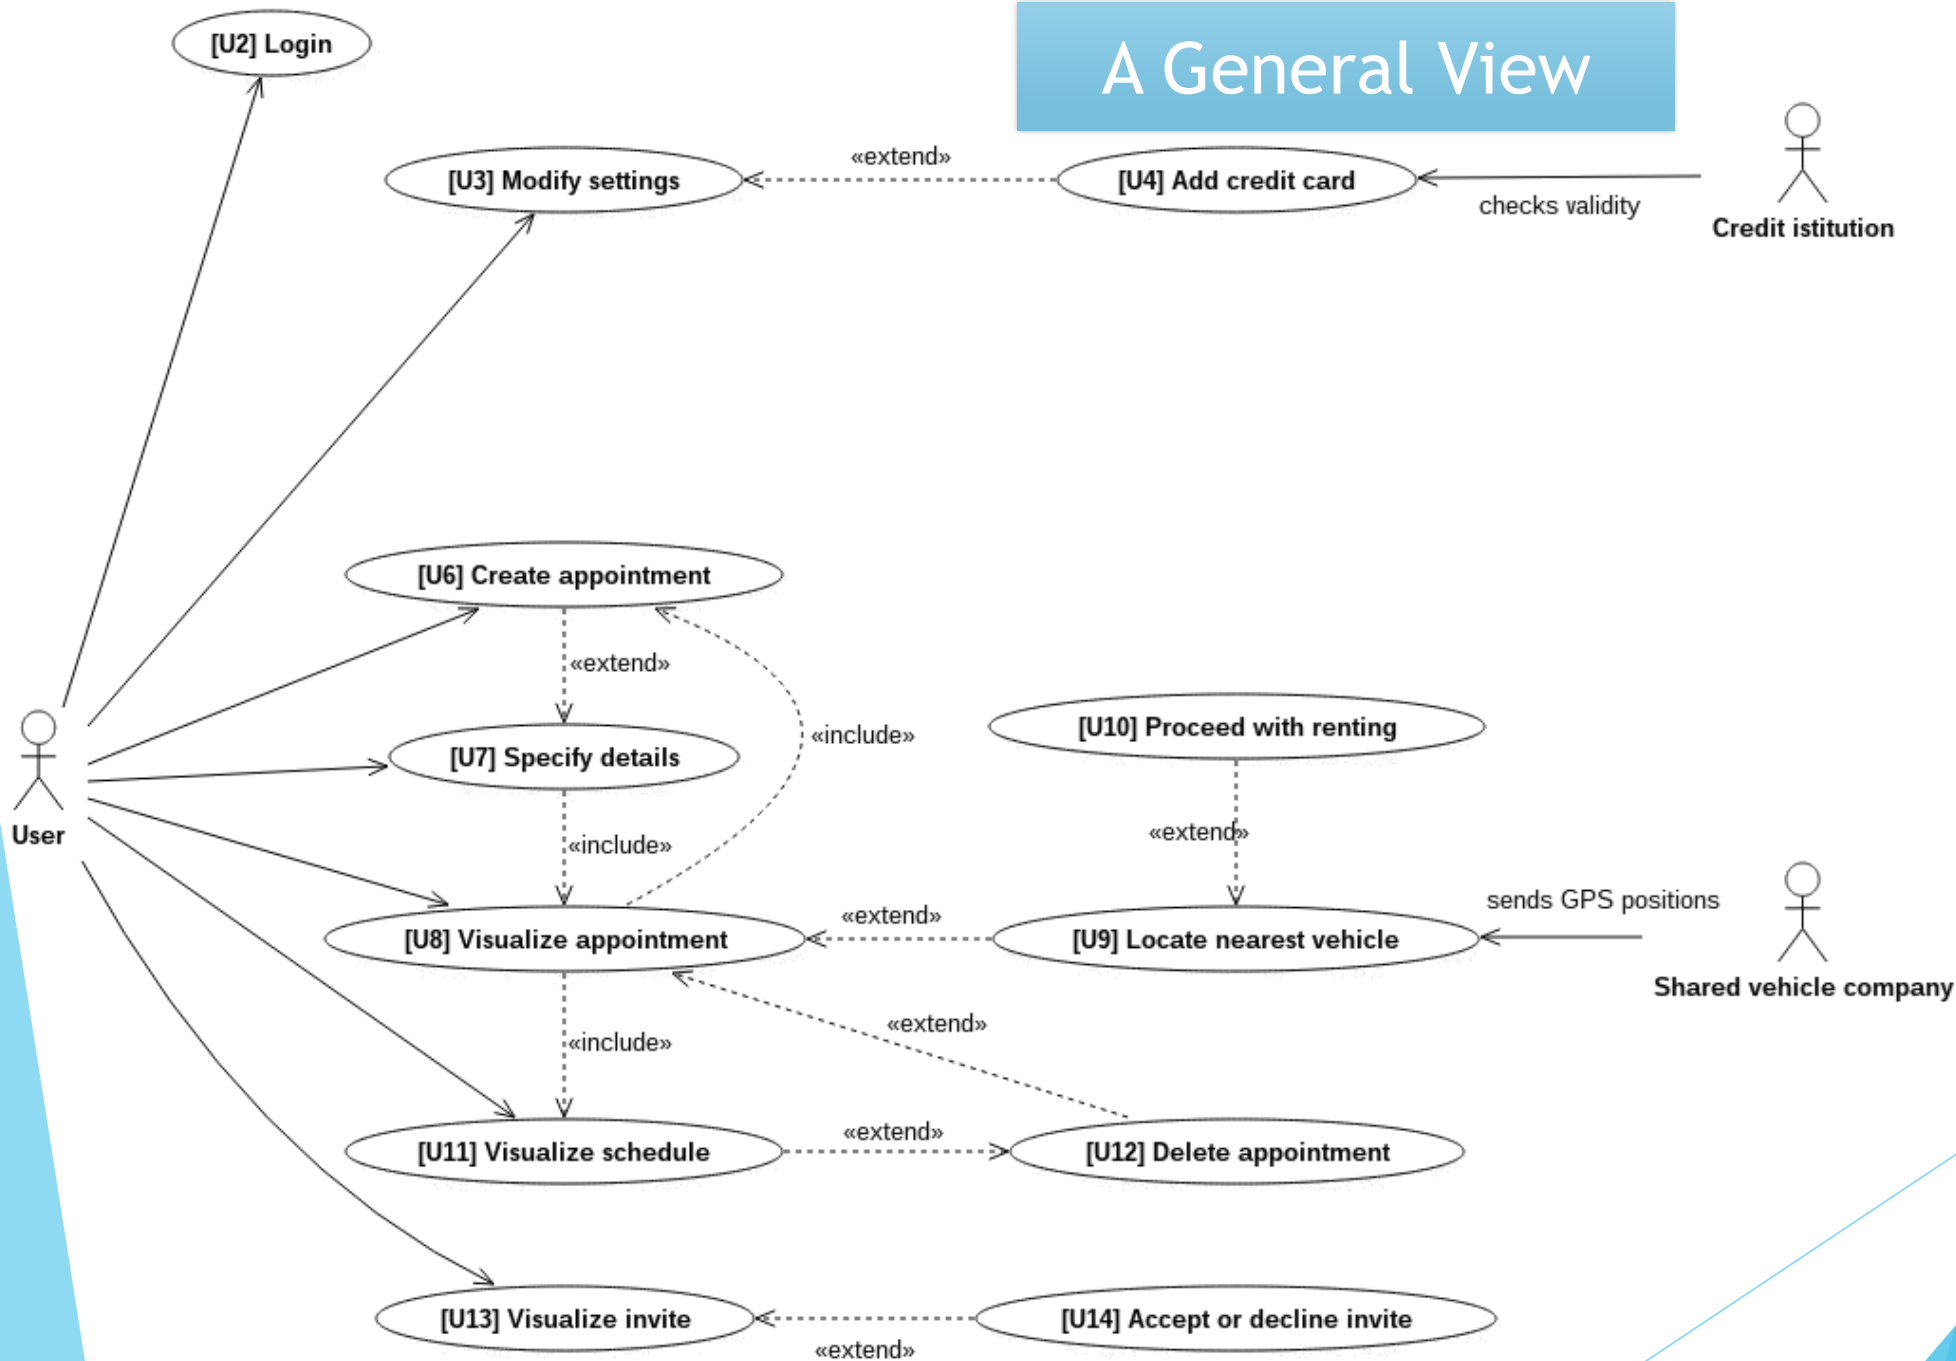 [U2] Login
A General View
«extend»
[U3] Modify settings
[U4] Add credit card
checks validity
Credit istitution
[U6] Create appointment
«extend»
«include»
[U10] Proceed with renting
[U7] Specify details
User
«include»
«extend»
sends GPS positions
«extend»
[U8] Visualize appointment
[U9] Locate nearest vehicle
Shared vehicle company
«extend»
«include»
«extend»
[U11] Visualize schedule
[U12] Delete appointment
[U13] Visualize invite
[U14] Accept or decline invite
«extend»